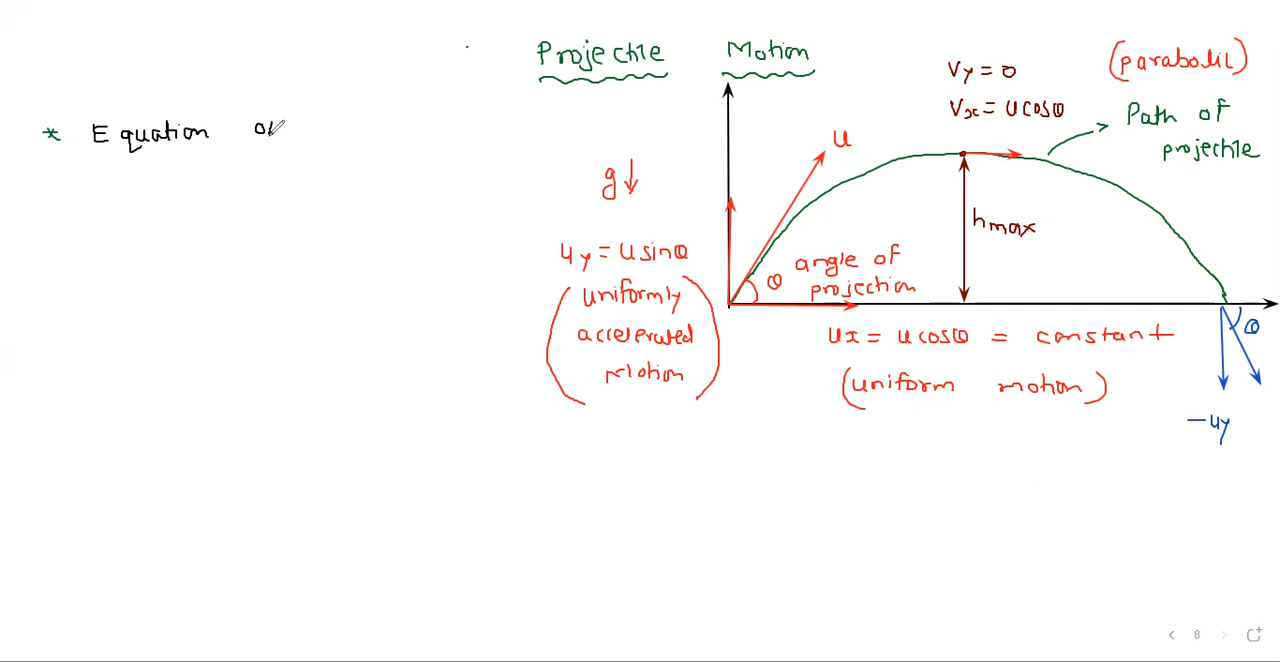 Projectile Motion
(parabolic)
Vy = 0
Vx = u cosθ
Path of
projectile
* Equation of
u
g↓
hmax
uy = u sinθ
(uniformly
accelerated
Motion)
θ angle of
projection
ux = u cosθ = constant
(uniform motion)
θ
-uy
8